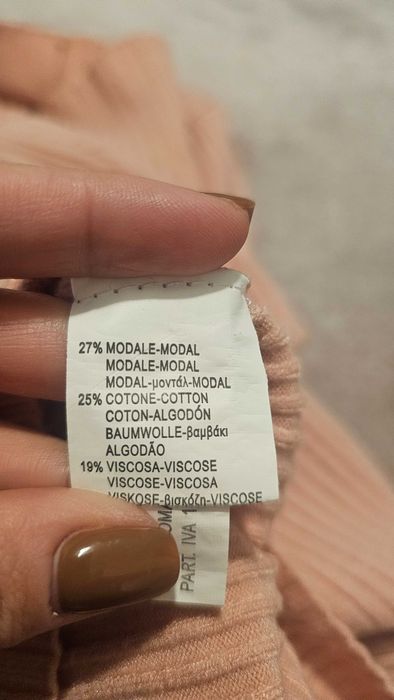 27% MODALE-MODAL
MODALE-MODAL
MODAL-μοντάλ-MODAL
25% COTONE-COTTON
COTON-ALGODÓN
BAUMWOLLE-βαμβάκι
ALGODÃO
19% VISCOSA-VISCOSE
VISCOSE-VISCOSA
VISKOSE-βισκόζη-VISCOSE
PART. IVA